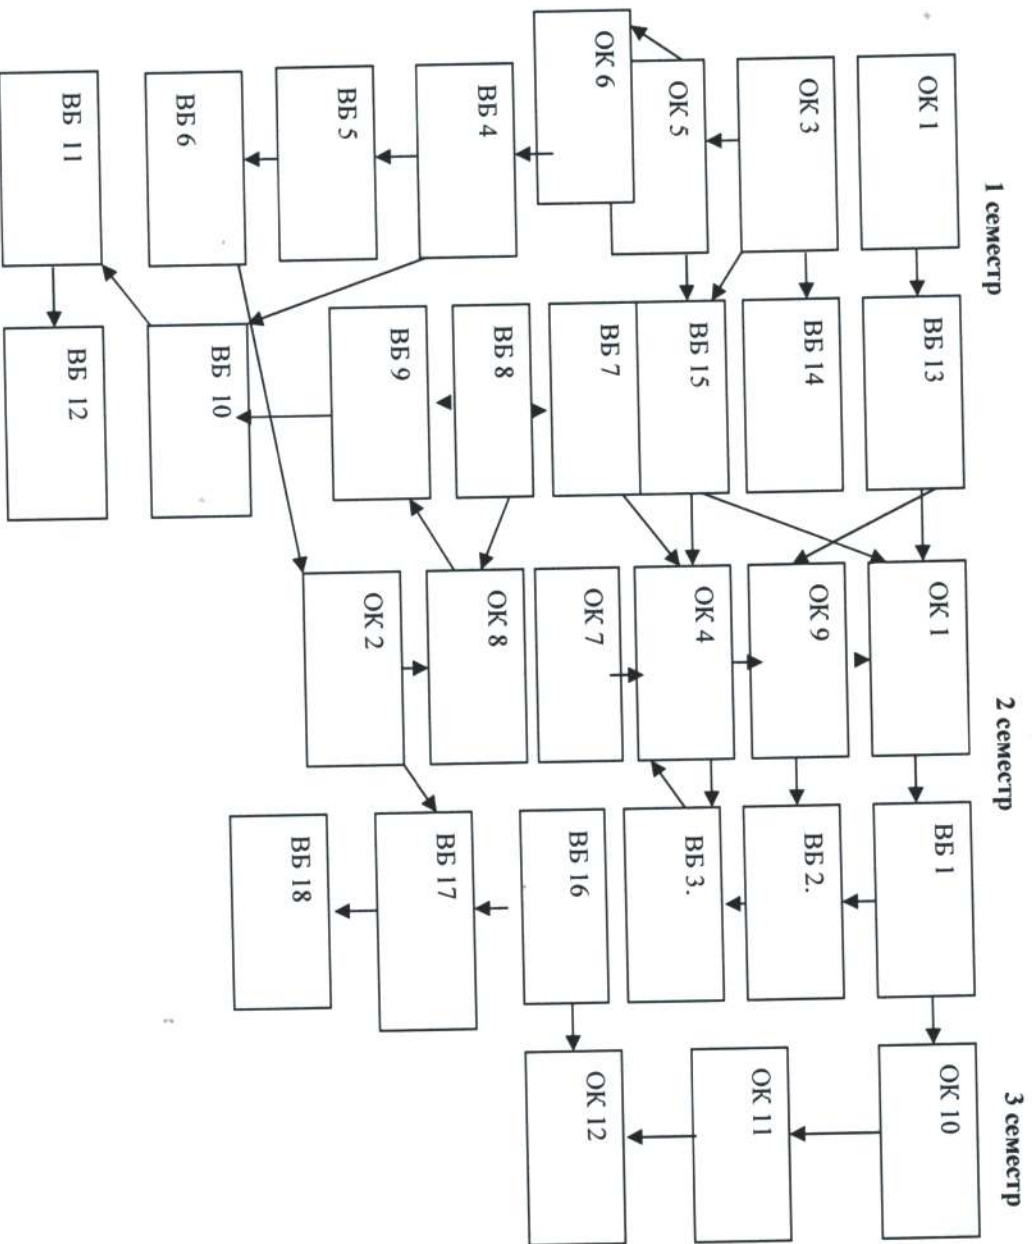 1 семестр
2 семестр
3 семестр
ОК 1
ВБ 13
ОК 1
ВБ 1
ОК 10
ОК 3
ВБ 14
ОК 9
ВБ 2.
ОК 11
ОК 5
ВБ 15
ОК 4
ВБ 3.
ОК 12
ОК 6
ВБ 7
ОК 7
ВБ 16
ВБ 4
ВБ 8
ОК 8
ВБ 17
ВБ 5
ВБ 9
ОК 2
ВБ 18
ВБ 6
ВБ 10
ВБ 11
ВБ 12